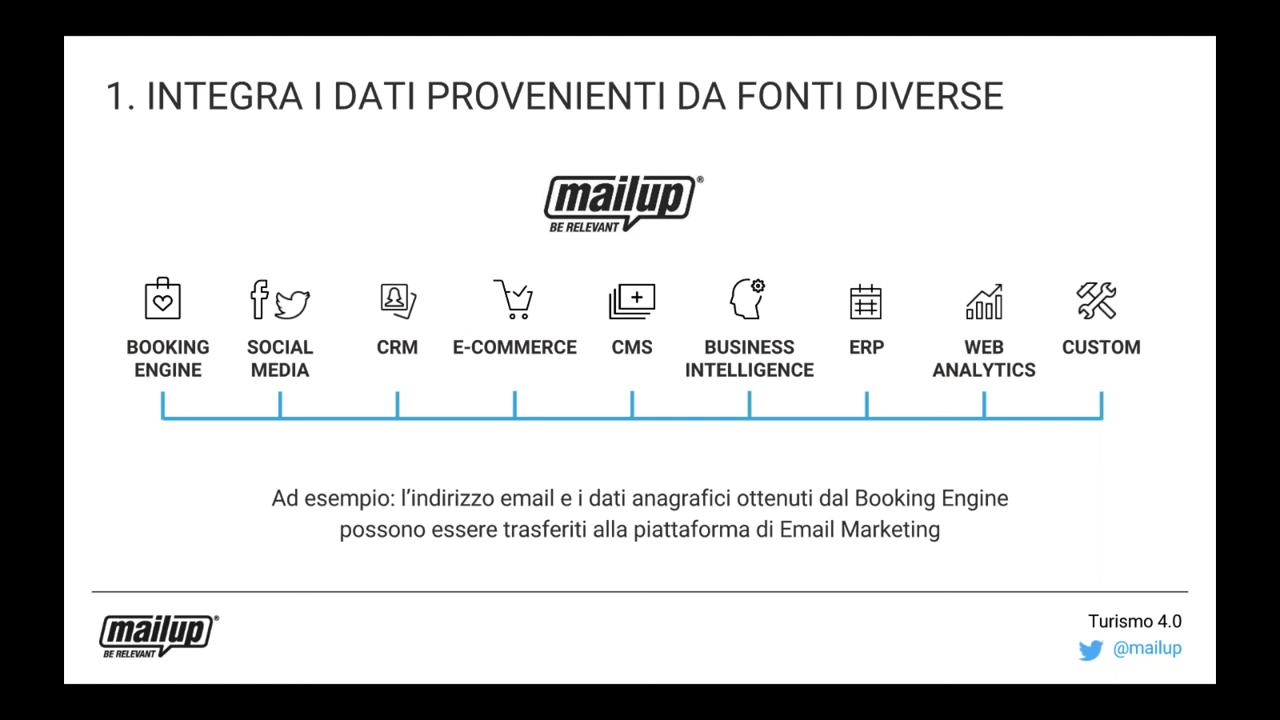 1. INTEGRA I DATI PROVENIENTI DA FONTI DIVERSE
mailup®
BE RELEVANT
BOOKING
ENGINE
SOCIAL
MEDIA
CRM
E-COMMERCE
CMS
BUSINESS
INTELLIGENCE
ERP
WEB
ANALYTICS
CUSTOM
Ad esempio: l’indirizzo email e i dati anagrafici ottenuti dal Booking Engine
possono essere trasferiti alla piattaforma di Email Marketing
mailup®
BE RELEVANT
Turismo 4.0
@mailup